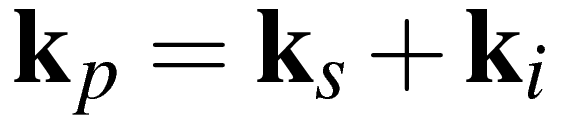 𝐤ₚ = 𝐤ₛ + 𝐤ᵢ